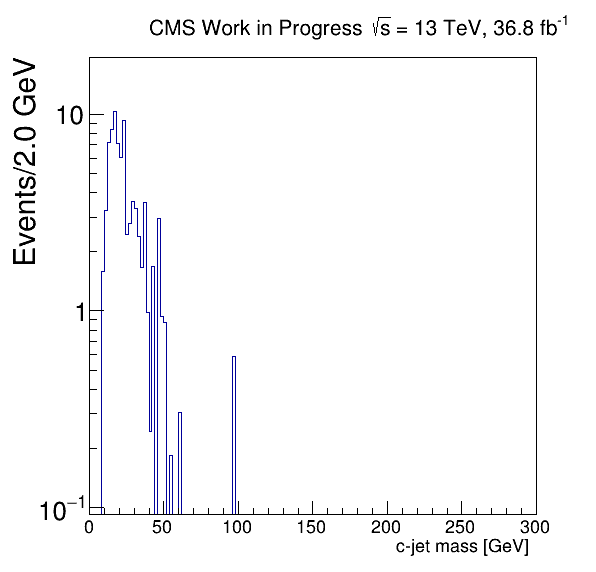 CMS Work in Progress √s = 13 TeV, 36.8 fb⁻¹
Events/2.0 GeV
10
1
10⁻¹
0 50 100 150 200 250 300
c-jet mass [GeV]